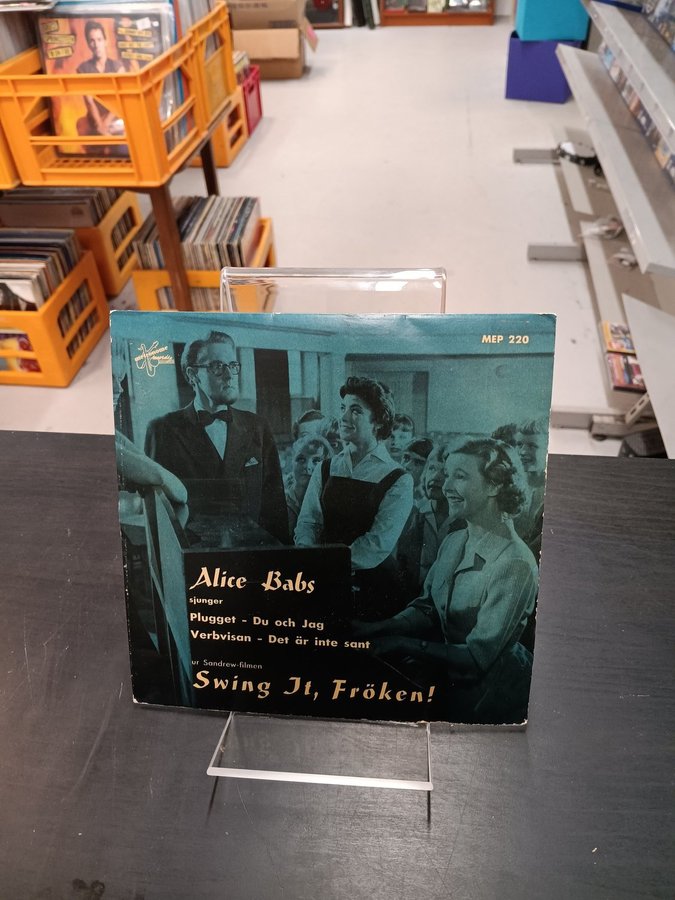 MEP 220
Alice Babs
sjunger
Plugget - Du och Jag
Verbvisan - Det är inte sant
ur Sandrew-filmen
Swing It, Fröken!